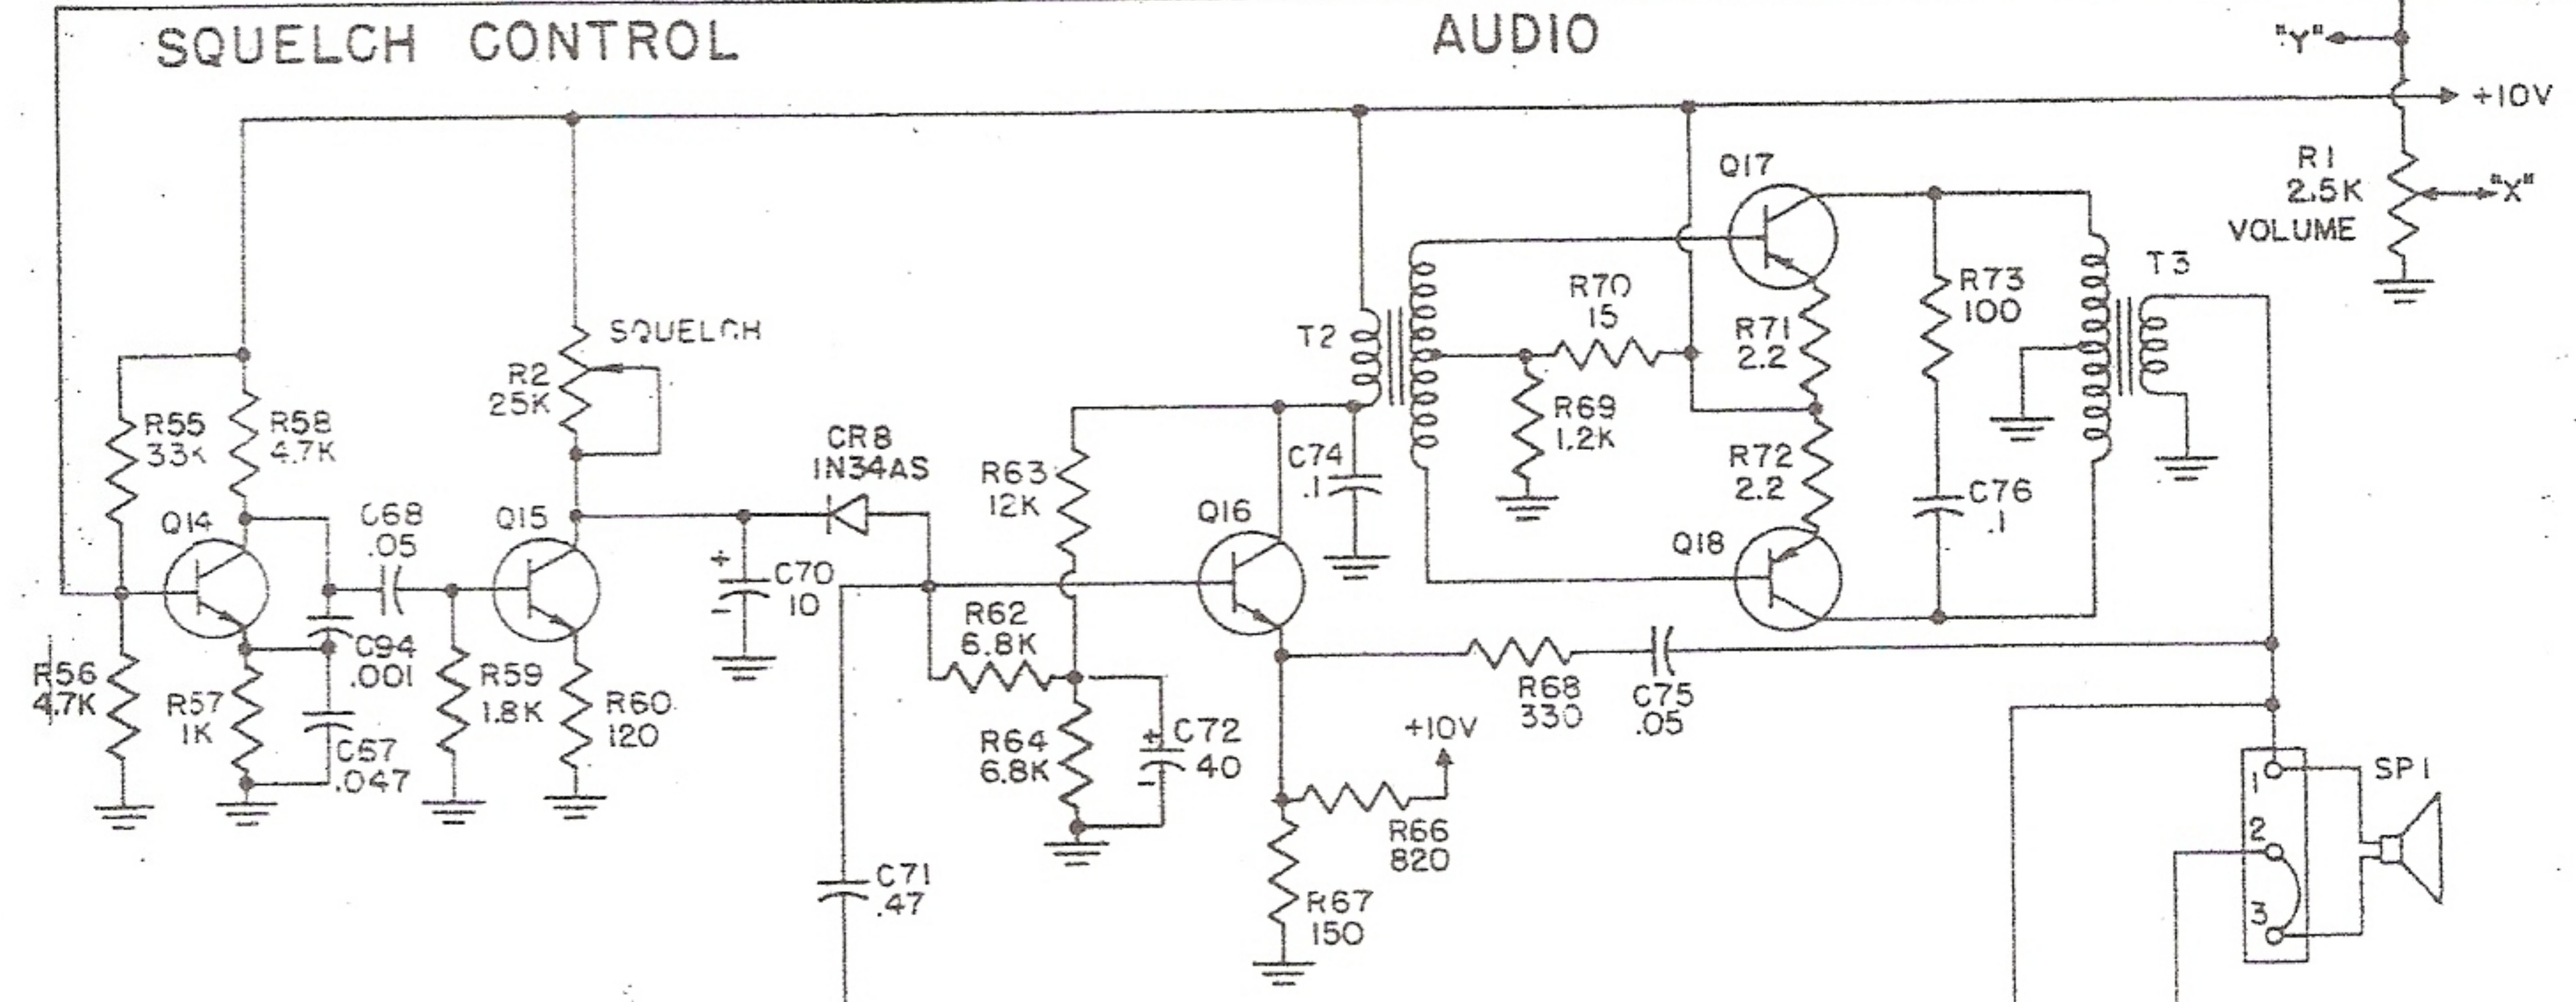 SQUELCH CONTROL
AUDIO
"Y"
+10V
R1
2.5K
VOLUME
"X"
Q17
T3
R70
15
R73
100
R71
2.2
T2
SQUELCH
R2
25K
R69
1.2K
R55
33K
R58
4.7K
CR8
1N34AS
R63
12K
C74
.1
R72
2.2
C76
.1
Q14
C68
.05
Q15
Q16
Q18
C70
10
+
-
R62
6.8K
C94
.001
R56
4.7K
R57
1K
R59
1.8K
R60
120
C67
.047
R64
6.8K
+
-
C72
40
R68
330
C75
.05
+10V
R66
820
R67
150
C71
.47
SP1
1
2
3